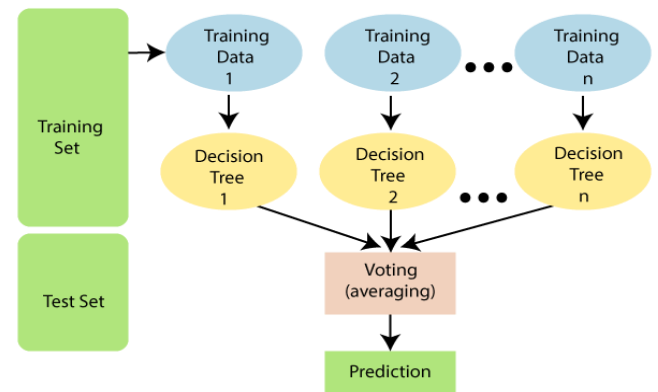 Training
Set
Training
Data
1
Training
Data
2
Training
Data
n
Decision
Tree
1
Decision
Tree
2
Decision
Tree
n
Test Set
Voting
(averaging)
Prediction